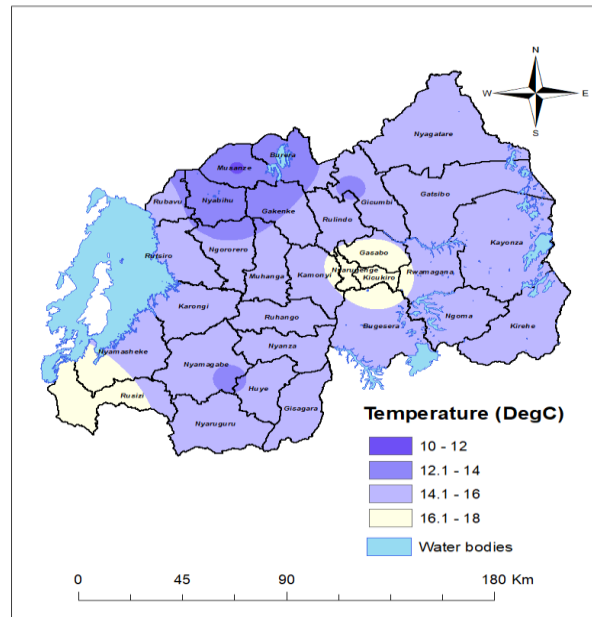 N
W E
S
Nyagatare
Burera
Musanze
Gicumbi
Gatsibo
Rubavu
Nyabihu
Gakenke
Rulindo
Kayonza
Rutsiro
Ngororero
Gasabo
Muhanga
Kamonyi
Nyarugenge
Kicukiro
Rwamagana
Karongi
Ruhango
Bugesera
Ngoma
Kirehe
Nyamasheke
Nyamagabe
Nyanza
Rusizi
Huye
Gisagara
Nyaruguru
Temperature (DegC)
10 - 12
12.1 - 14
14.1 - 16
16.1 - 18
Water bodies
0 45 90 180 Km